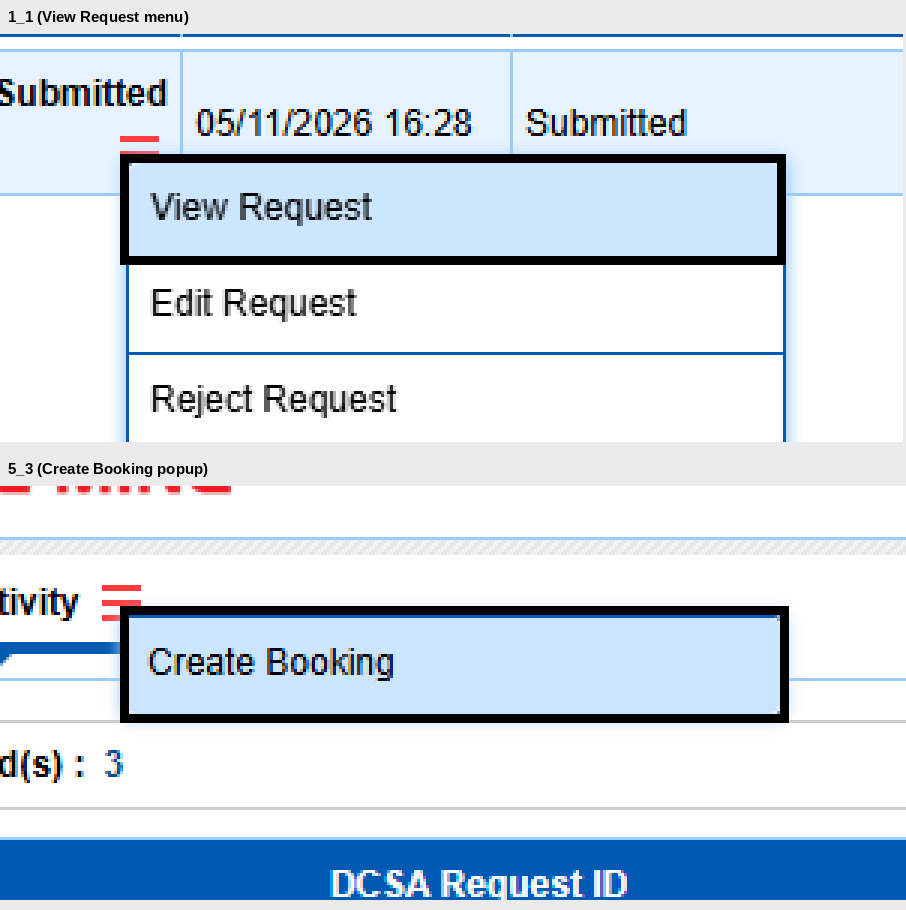 1_1 (View Request menu)
Submitted
05/11/2026 16:28
Submitted
View Request
Edit Request
Reject Request
5_3 (Create Booking popup)
tivity
Create Booking
d(s) : 3
DCSA Request ID